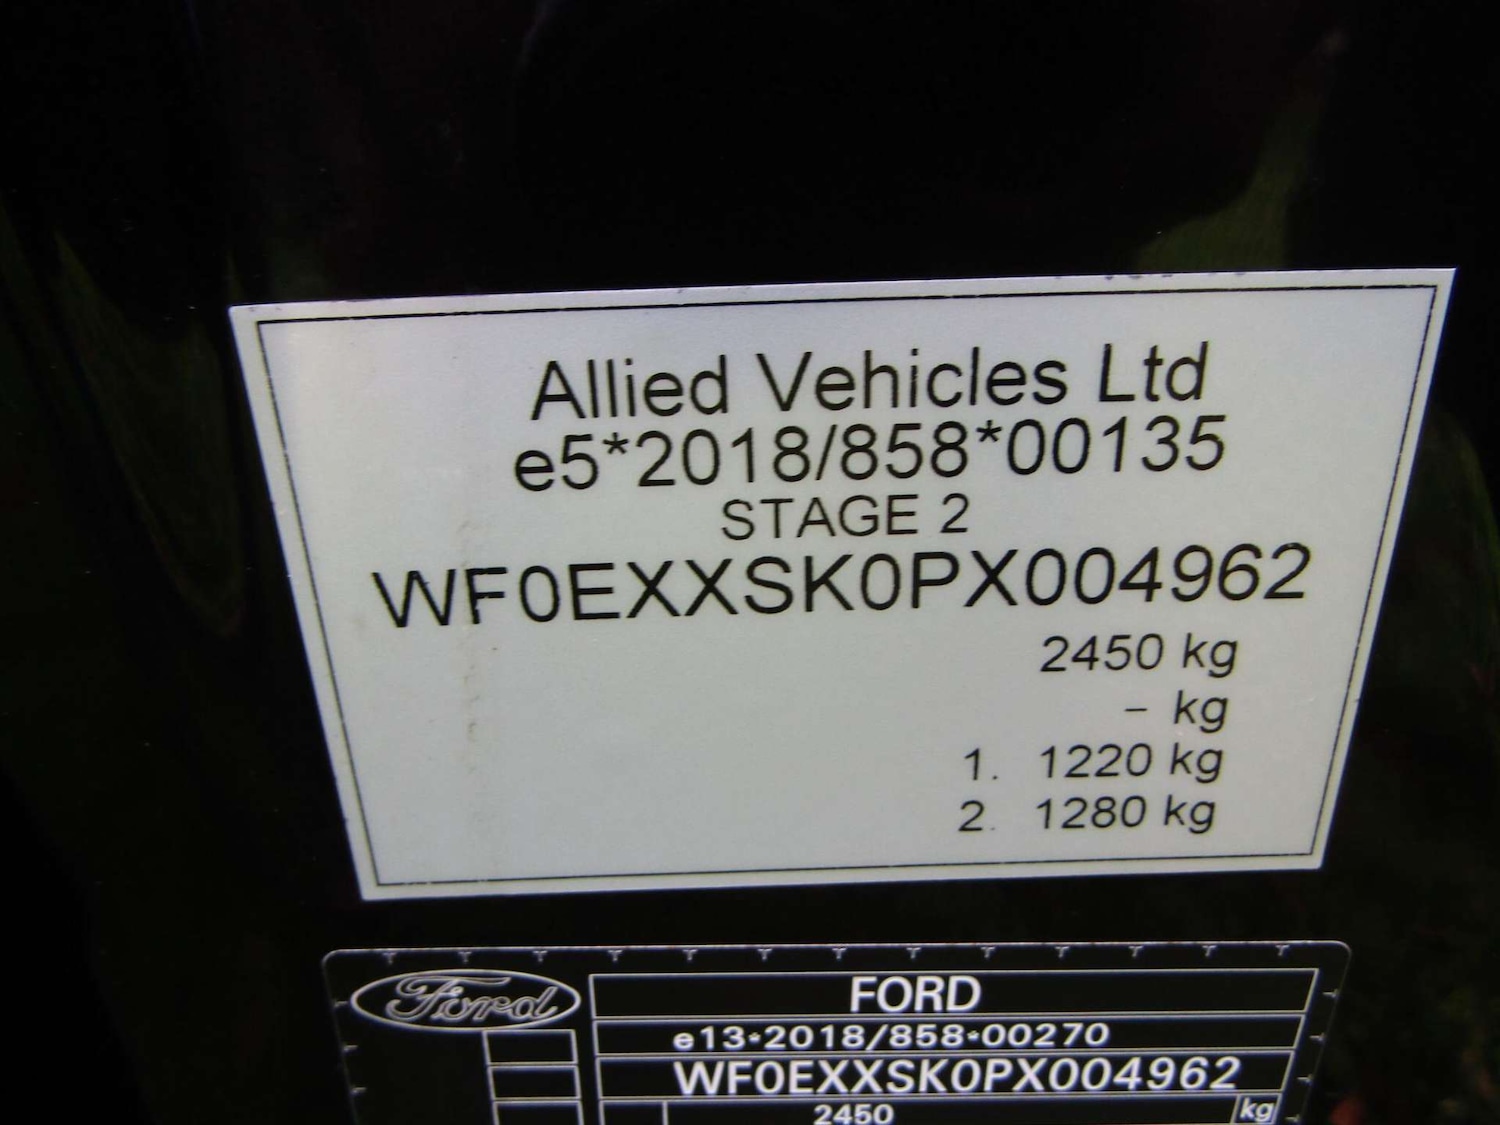 Allied Vehicles Ltd
e5*2018/858*00135
STAGE 2
WF0EXXSK0PX004962
2450 kg
– kg
1. 1220 kg
2. 1280 kg
Ford
FORD
e13*2018/858*00270
WF0EXXSK0PX004962
2450 kg